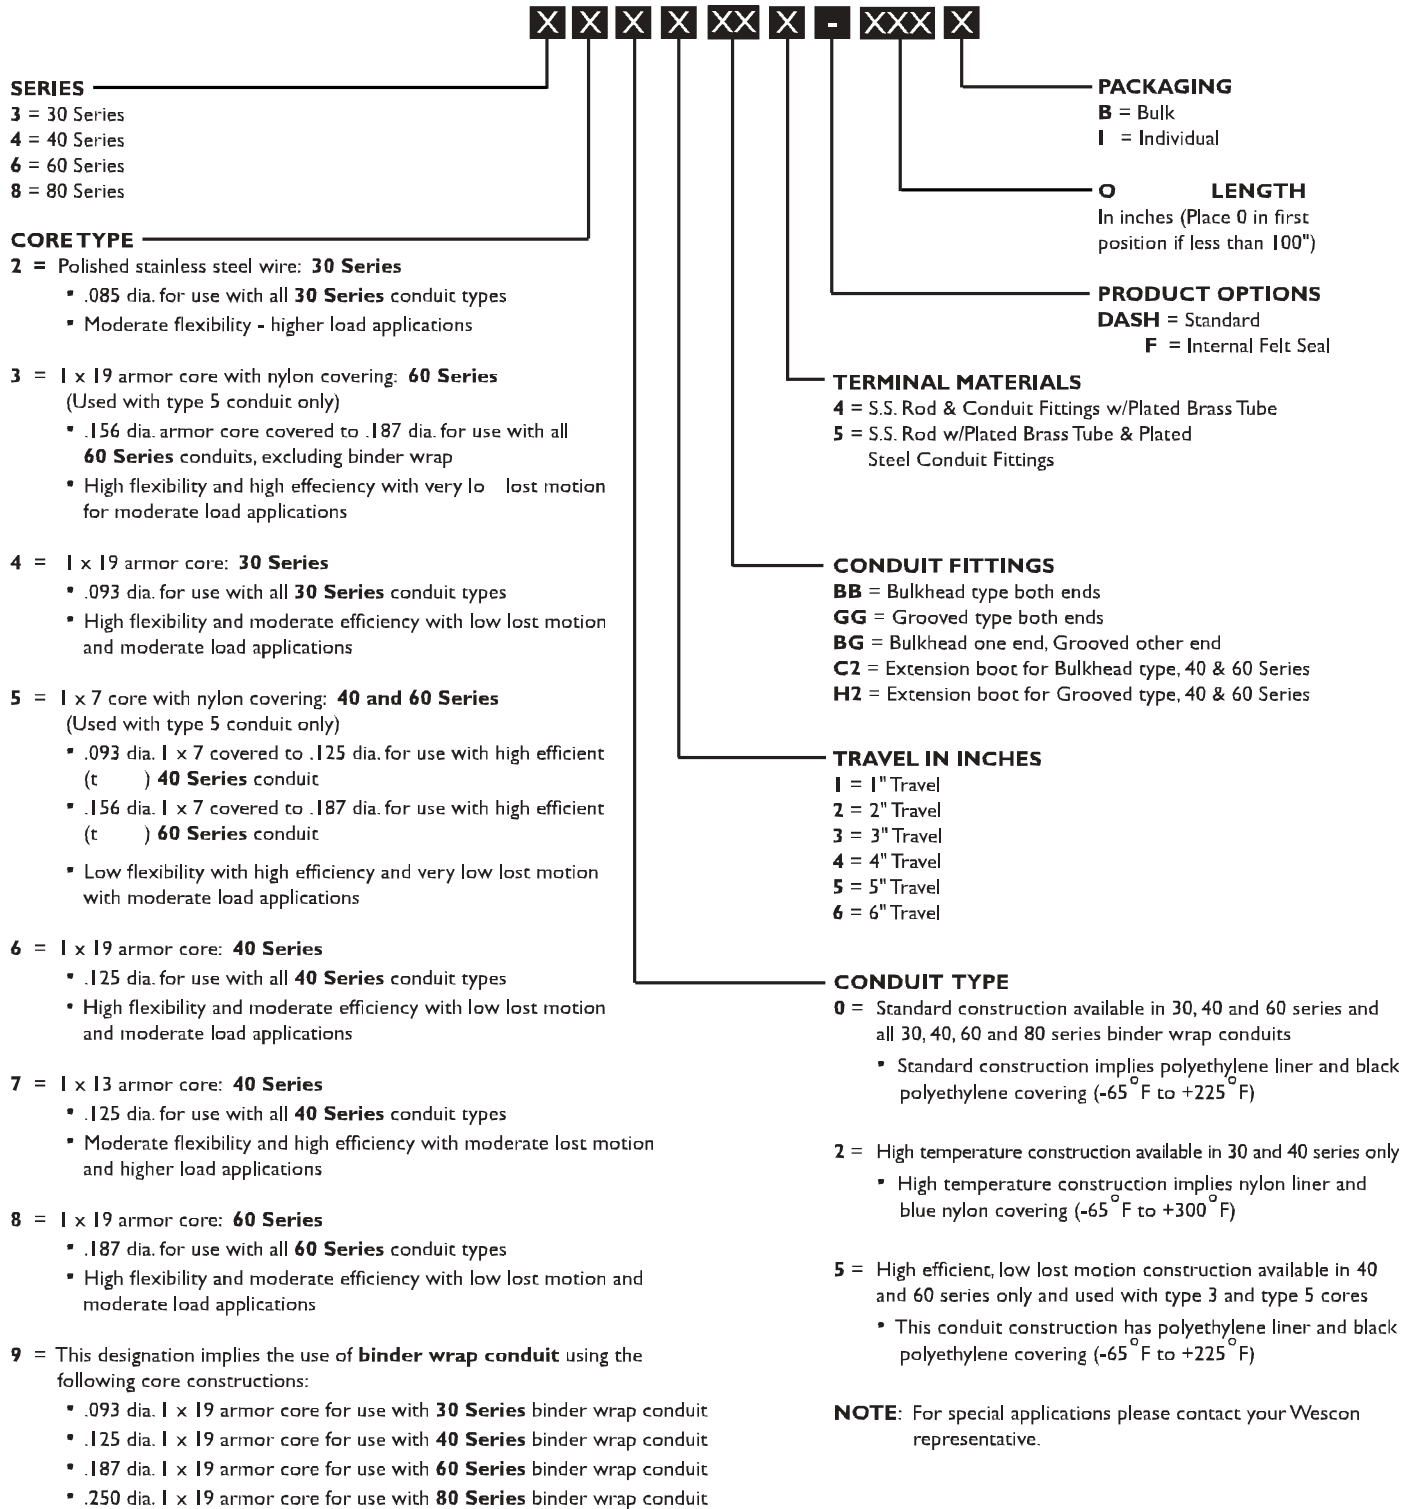 X X X X XX X - XXX X
SERIES
3 = 30 Series
4 = 40 Series
6 = 60 Series
8 = 80 Series
CORE TYPE
2 = Polished stainless steel wire: 30 Series
• .085 dia. for use with all 30 Series conduit types
• Moderate flexibility - higher load applications
3 = 1 x 19 armor core with nylon covering: 60 Series
(Used with type 5 conduit only)
• .156 dia. armor core covered to .187 dia. for use with all
60 Series conduits, excluding binder wrap
• High flexibility and high effeciency with very lo lost motion
for moderate load applications
4 = 1 x 19 armor core: 30 Series
• .093 dia. for use with all 30 Series conduit types
• High flexibility and moderate efficiency with low lost motion
and moderate load applications
5 = 1 x 7 core with nylon covering: 40 and 60 Series
(Used with type 5 conduit only)
• .093 dia. 1 x 7 covered to .125 dia. for use with high efficient
(t ) 40 Series conduit
• .156 dia. 1 x 7 covered to .187 dia. for use with high efficient
(t ) 60 Series conduit
• Low flexibility with high efficiency and very low lost motion
with moderate load applications
6 = 1 x 19 armor core: 40 Series
• .125 dia. for use with all 40 Series conduit types
• High flexibility and moderate efficiency with low lost motion
and moderate load applications
7 = 1 x 13 armor core: 40 Series
• .125 dia. for use with all 40 Series conduit types
• Moderate flexibility and high efficiency with moderate lost motion
and higher load applications
8 = 1 x 19 armor core: 60 Series
• .187 dia. for use with all 60 Series conduit types
• High flexibility and moderate efficiency with low lost motion and
moderate load applications
9 = This designation implies the use of binder wrap conduit using the
following core constructions:
• .093 dia. 1 x 19 armor core for use with 30 Series binder wrap conduit
• .125 dia. 1 x 19 armor core for use with 40 Series binder wrap conduit
• .187 dia. 1 x 19 armor core for use with 60 Series binder wrap conduit
• .250 dia. 1 x 19 armor core for use with 80 Series binder wrap conduit
PACKAGING
B = Bulk
I = Individual
O LENGTH
In inches (Place 0 in first
position if less than 100")
PRODUCT OPTIONS
DASH = Standard
F = Internal Felt Seal
TERMINAL MATERIALS
4 = S.S. Rod & Conduit Fittings w/Plated Brass Tube
5 = S.S. Rod w/Plated Brass Tube & Plated
Steel Conduit Fittings
CONDUIT FITTINGS
BB = Bulkhead type both ends
GG = Grooved type both ends
BG = Bulkhead one end, Grooved other end
C2 = Extension boot for Bulkhead type, 40 & 60 Series
H2 = Extension boot for Grooved type, 40 & 60 Series
TRAVEL IN INCHES
1 = 1" Travel
2 = 2" Travel
3 = 3" Travel
4 = 4" Travel
5 = 5" Travel
6 = 6" Travel
CONDUIT TYPE
0 = Standard construction available in 30, 40 and 60 series and
all 30, 40, 60 and 80 series binder wrap conduits
• Standard construction implies polyethylene liner and black
polyethylene covering (-65°F to +225°F)
2 = High temperature construction available in 30 and 40 series only
• High temperature construction implies nylon liner and
blue nylon covering (-65°F to +300°F)
5 = High efficient, low lost motion construction available in 40
and 60 series only and used with type 3 and type 5 cores
• This conduit construction has polyethylene liner and black
polyethylene covering (-65°F to +225°F)
NOTE: For special applications please contact your Wescon
representative.